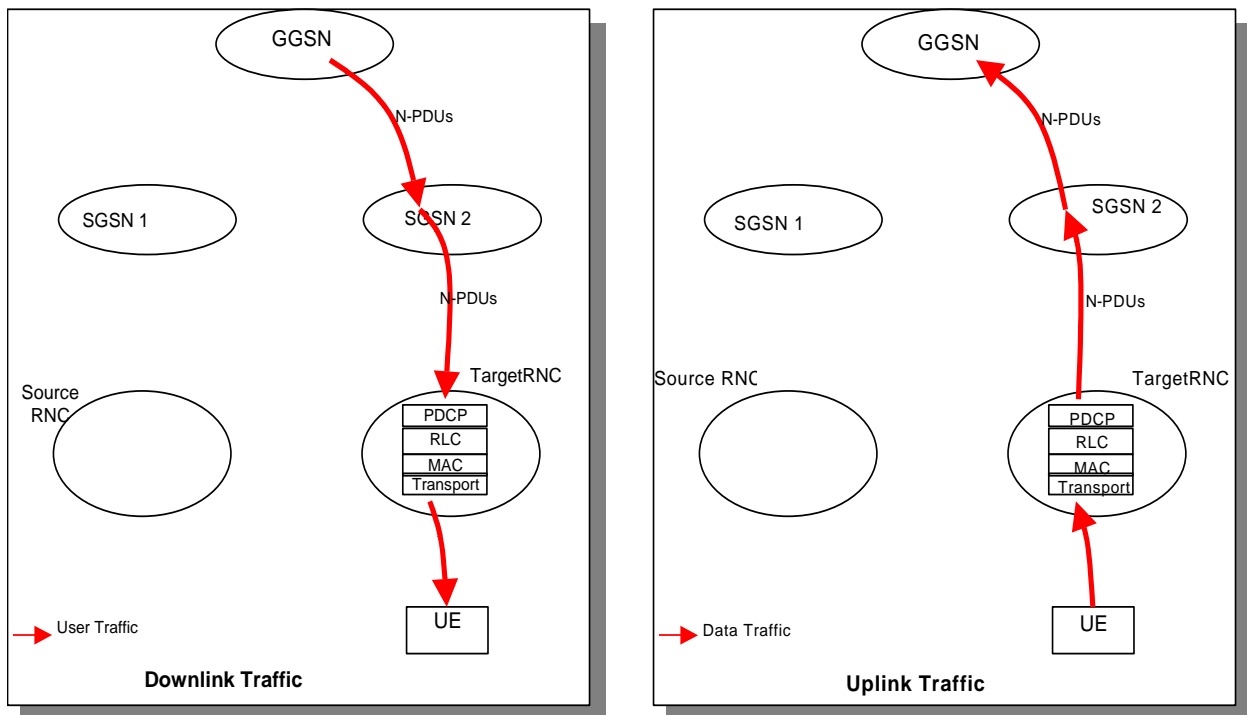 GGSN
N-PDUs
SGSN 1
SGSN 2
N-PDUs
Source
RNC
TargetRNC
PDCP
RLC
MAC
Transport
UE
User Traffic
Downlink Traffic
GGSN
N-PDUs
SGSN 1
SGSN 2
N-PDUs
Source RNC
TargetRNC
PDCP
RLC
MAC
Transport
UE
Data Traffic
Uplink Traffic